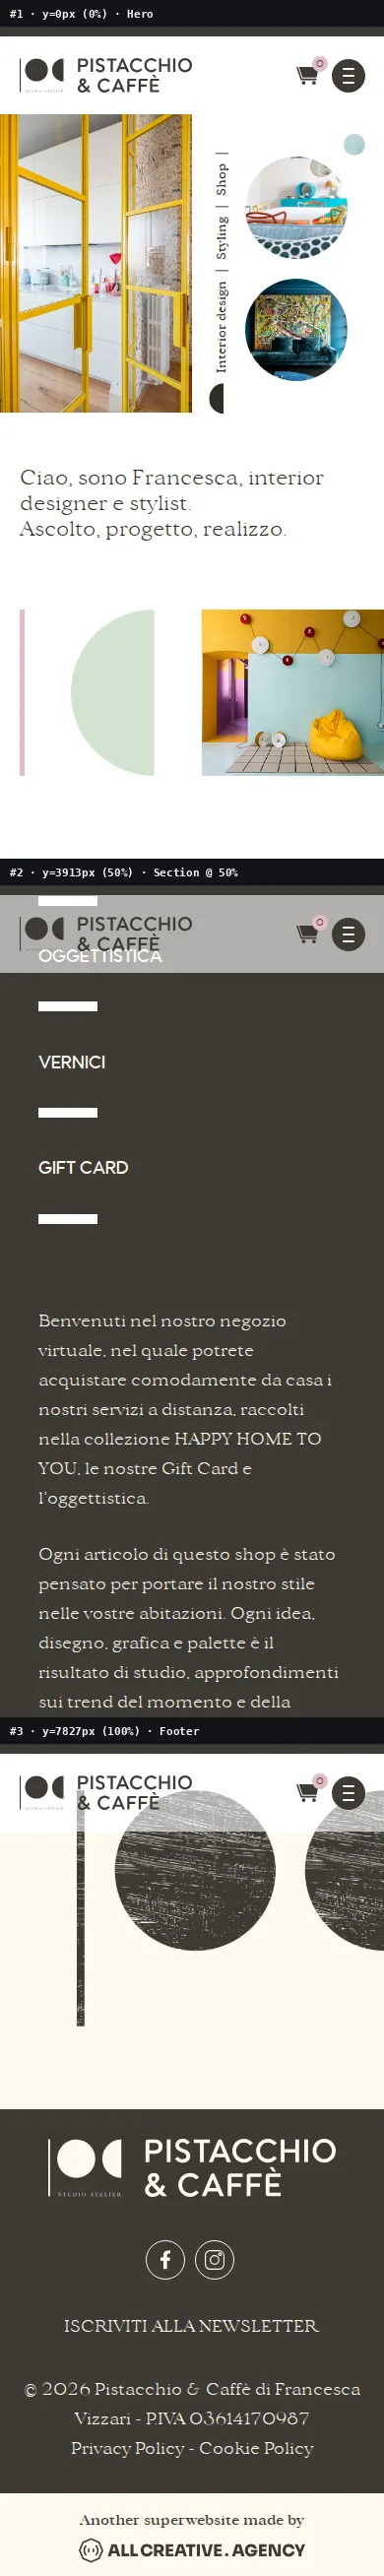 #1 · y=0px (0%) · Hero
PISTACCHIO
& CAFFÈ
0
Interior design | Styling | Shop |
Ciao, sono Francesca, interior
designer e stylist.
Ascolto, progetto, realizzo.
#2 · y=3913px (50%) · Section @ 50%
PISTACCHIO
& CAFFÈ
0
OGGETTISTICA
VERNICI
GIFT CARD
Benvenuti nel nostro negozio
virtuale, nel quale potrete
acquistare comodamente da casa i
nostri servizi a distanza, raccolti
nella collezione HAPPY HOME TO
YOU, le nostre Gift Card e
l'oggettistica.
Ogni articolo di questo shop è stato
pensato per portare il nostro stile
nelle vostre abitazioni. Ogni idea,
disegno, grafica e palette è il
risultato di studio, approfondimenti
sui trend del momento e della
#3 · y=7827px (100%) · Footer
PISTACCHIO
& CAFFÈ
0
PISTACCHIO
& CAFFÈ
STUDIO ATELIER
ISCRIVITI ALLA NEWSLETTER
© 2026 Pistacchio & Caffè di Francesca
Vizzari - P.IVA 03614170987
Privacy Policy - Cookie Policy
Another superwebsite made by
ALL CREATIVE . AGENCY